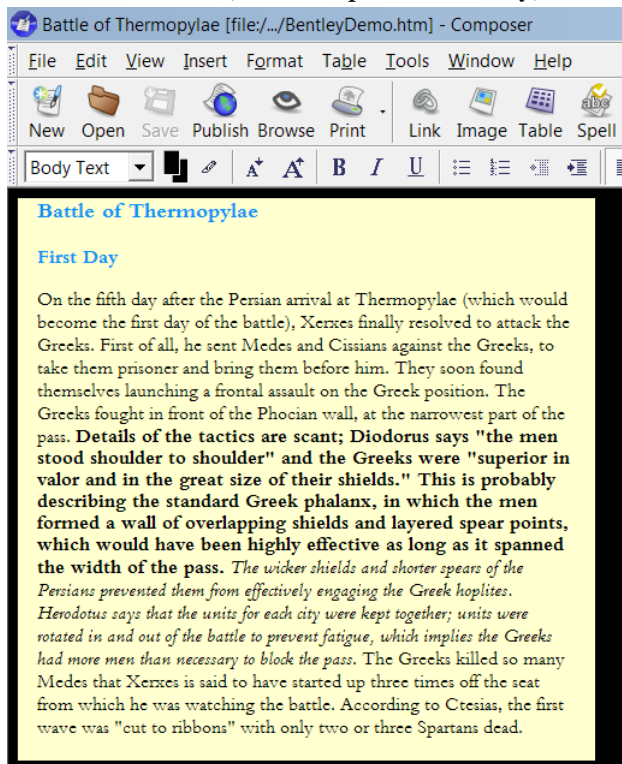 Battle of Thermopylae [file:/.../BentleyDemo.htm] - Composer
File Edit View Insert Format Table Tools Window Help
New Open Save Publish Browse Print Link Image Table Spell
Body Text B I U
Battle of Thermopylae
First Day
On the fifth day after the Persian arrival at Thermopylae (which would
become the first day of the battle), Xerxes finally resolved to attack the
Greeks. First of all, he sent Medes and Cissians against the Greeks, to
take them prisoner and bring them before him. They soon found
themselves launching a frontal assault on the Greek position. The
Greeks fought in front of the Phocian wall, at the narrowest part of the
pass. Details of the tactics are scant; Diodorus says "the men
stood shoulder to shoulder" and the Greeks were "superior in
valor and in the great size of their shields." This is probably
describing the standard Greek phalanx, in which the men
formed a wall of overlapping shields and layered spear points,
which would have been highly effective as long as it spanned
the width of the pass. The wicker shields and shorter spears of the
Persians prevented them from effectively engaging the Greek hoplites.
Herodotus says that the units for each city were kept together; units were
rotated in and out of the battle to prevent fatigue, which implies the Greeks
had more men than necessary to block the pass. The Greeks killed so many
Medes that Xerxes is said to have started up three times off the seat
from which he was watching the battle. According to Ctesias, the first
wave was "cut to ribbons" with only two or three Spartans dead.